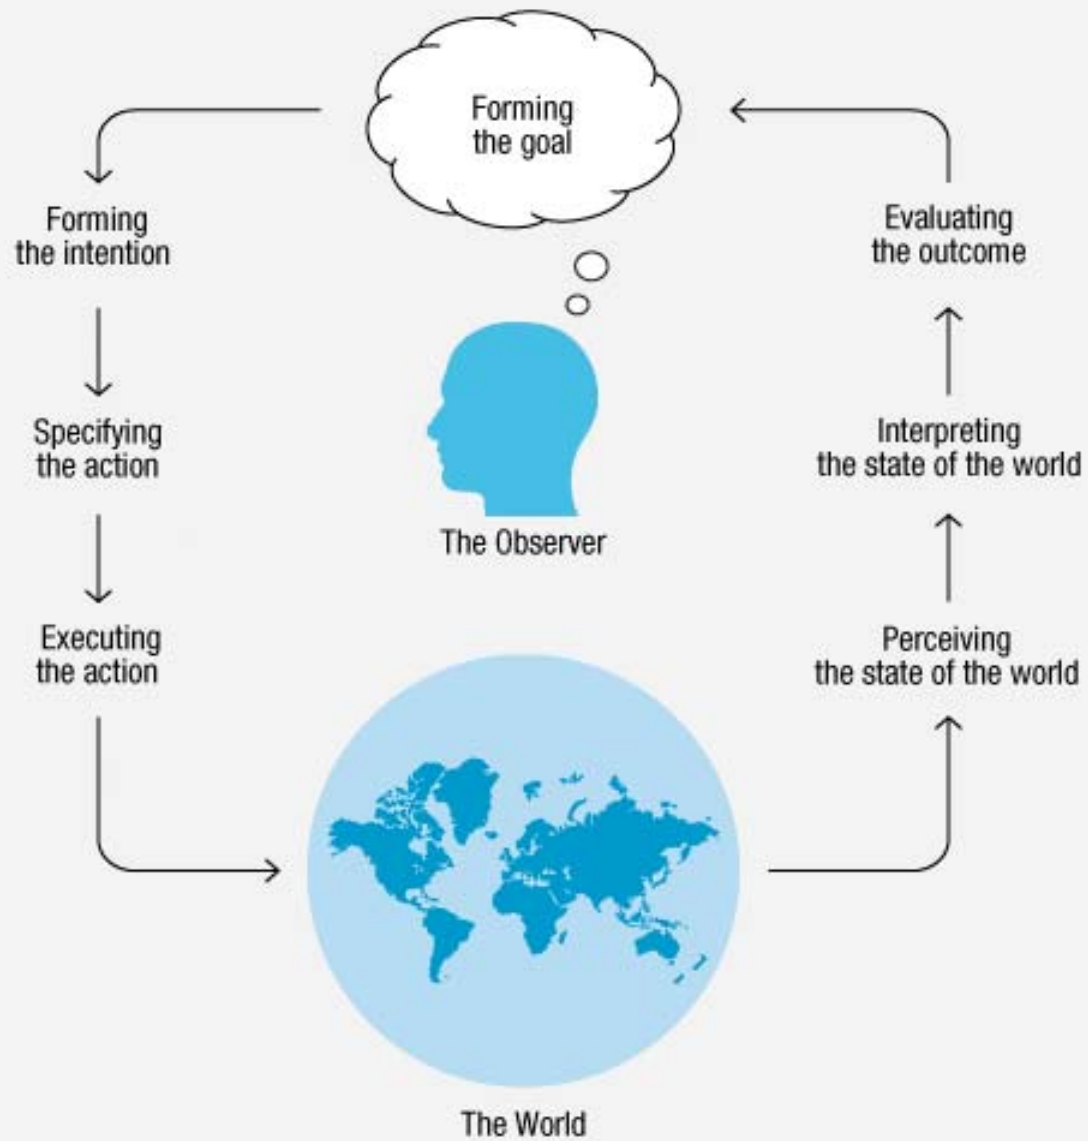 Forming
the goal
Forming
the intention
Specifying
the action
Executing
the action
The Observer
The World
Perceiving
the state of the world
Interpreting
the state of the world
Evaluating
the outcome